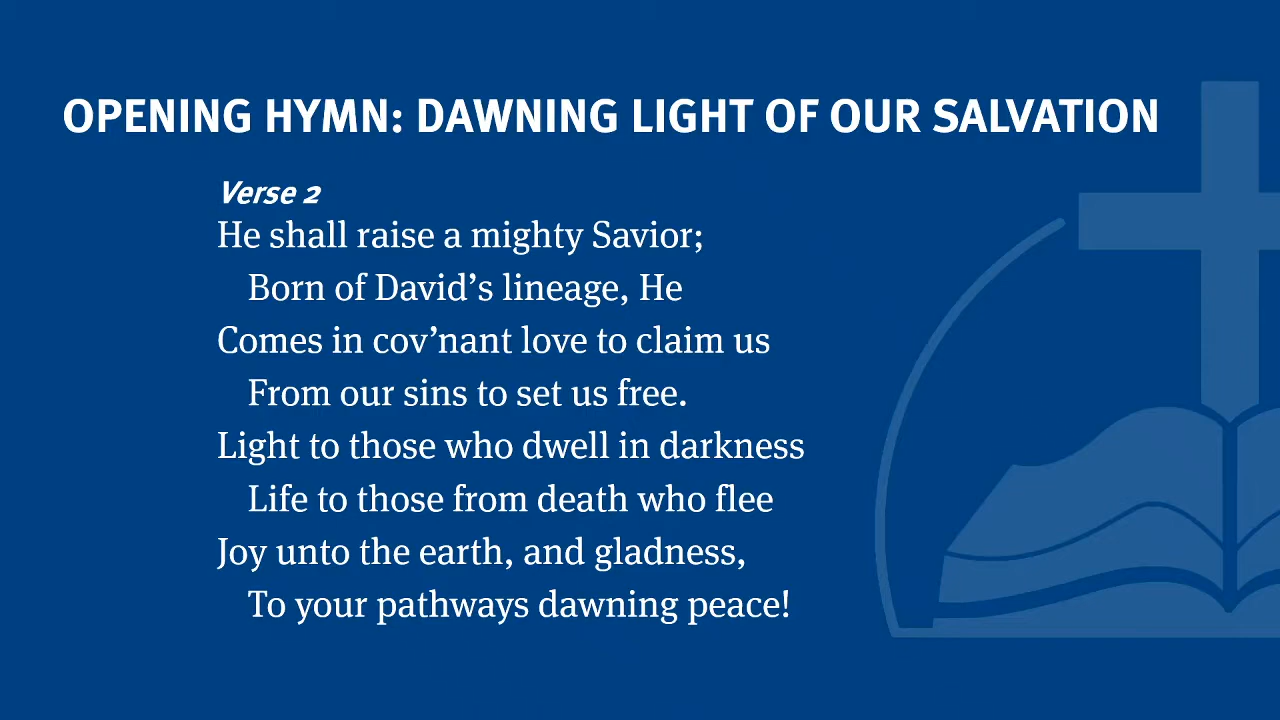 OPENING HYMN: DAWNING LIGHT OF OUR SALVATION
Verse 2
He shall raise a mighty Savior;
Born of David’s lineage, He
Comes in cov’nant love to claim us
From our sins to set us free.
Light to those who dwell in darkness
Life to those from death who flee
Joy unto the earth, and gladness,
To your pathways dawning peace!